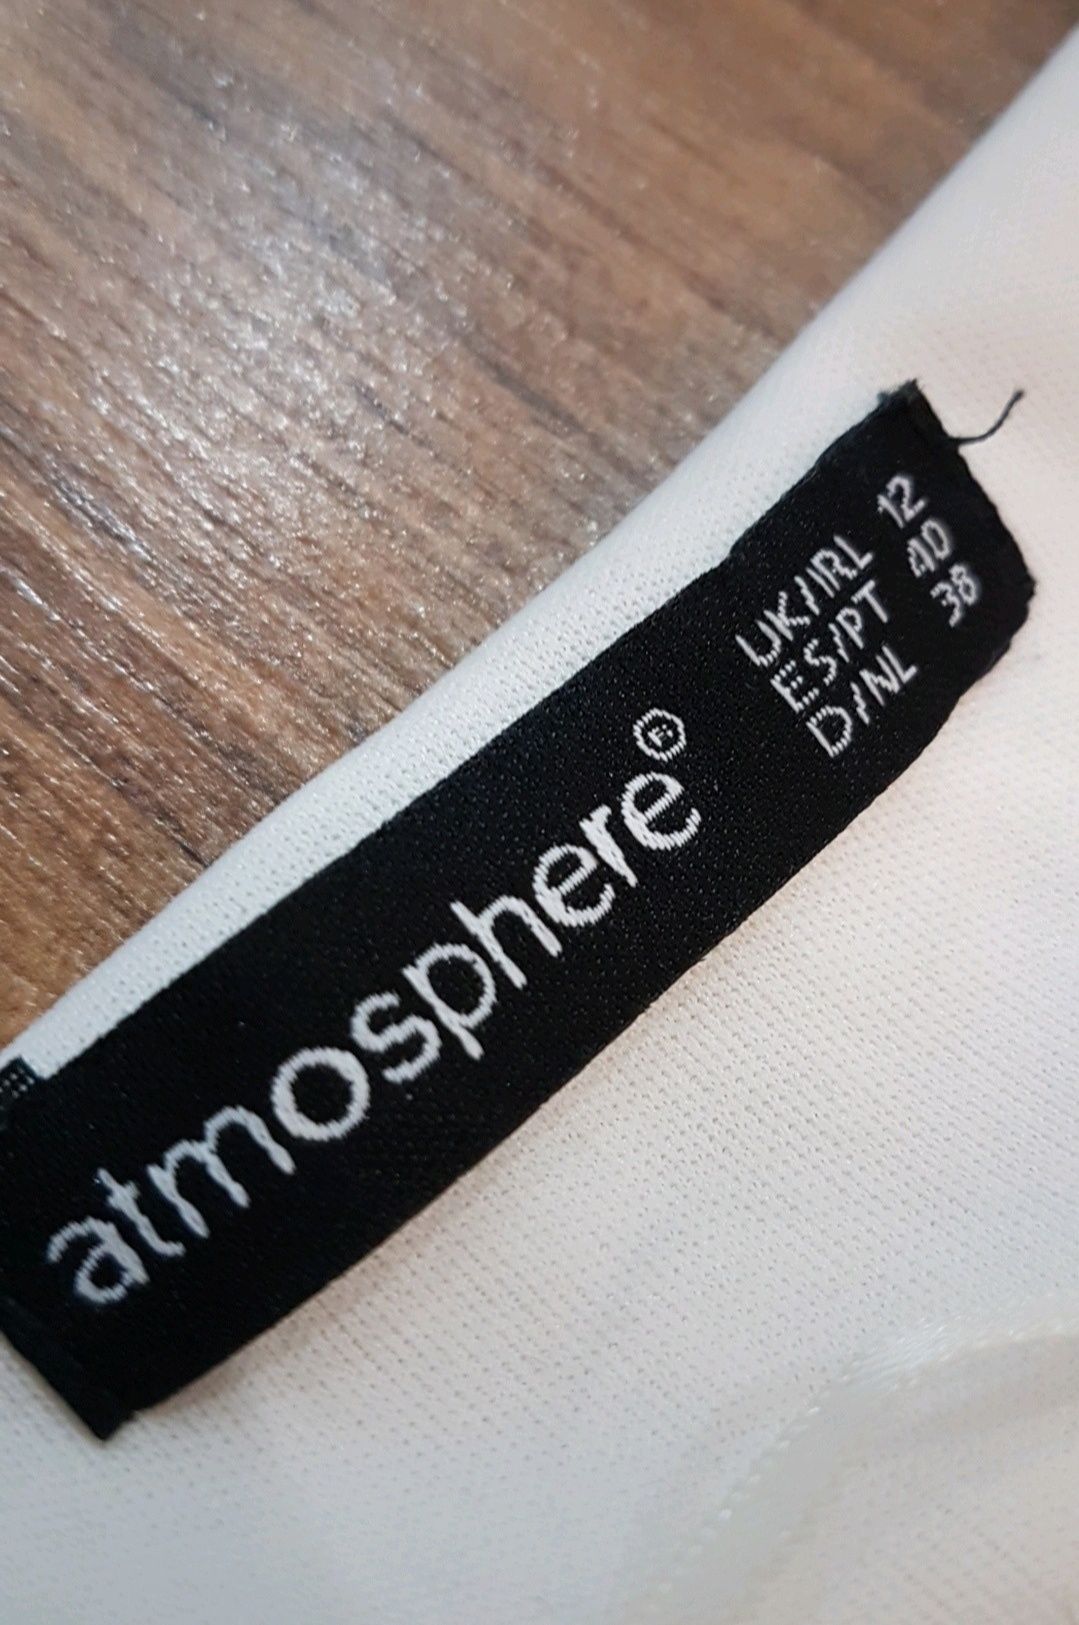 atmosphere®
UK/IRL 12
ES/PT 40
D/NL 38